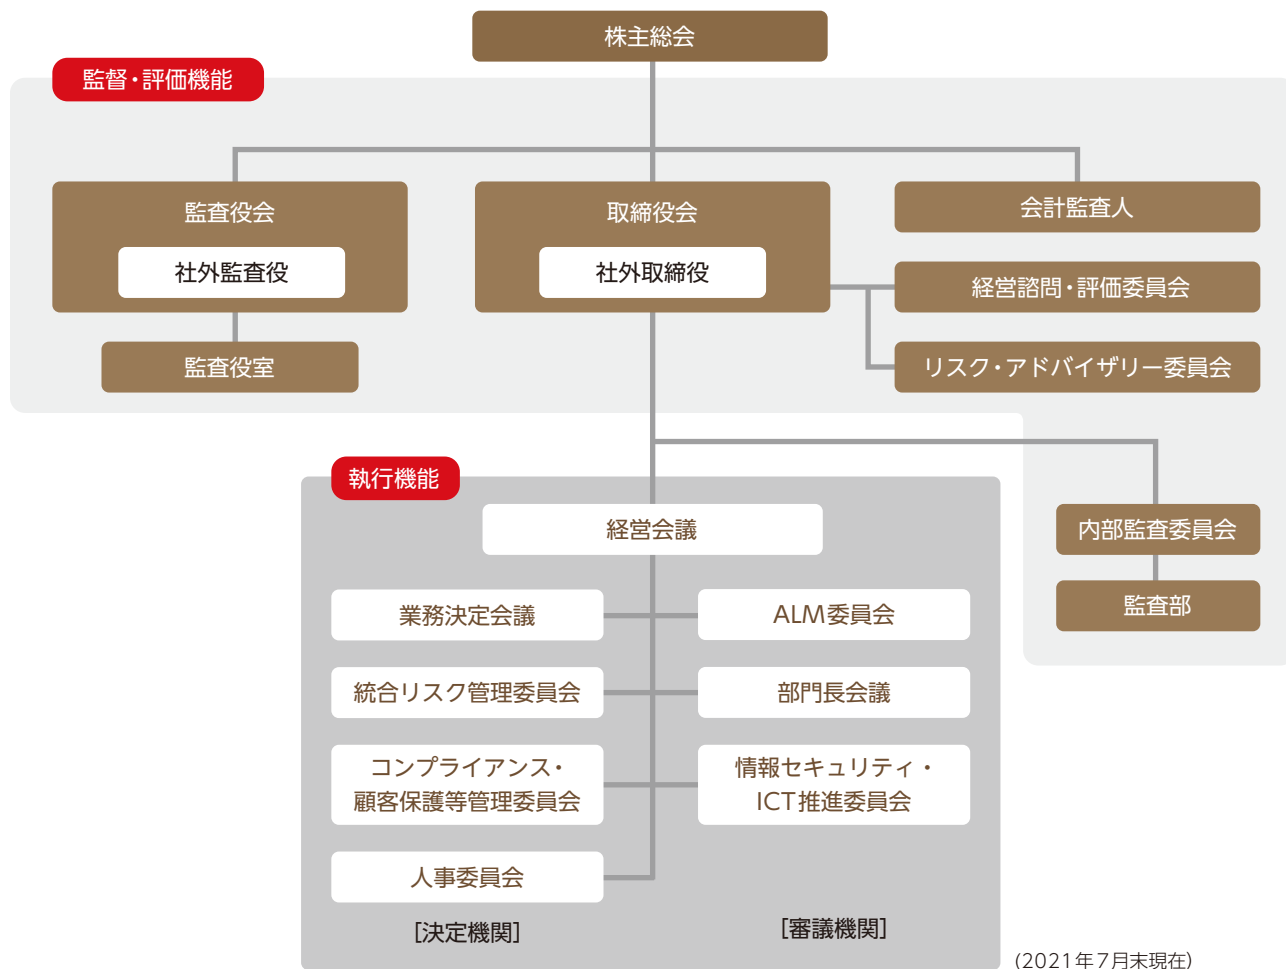 株主総会
監督・評価機能
監査役会
社外監査役
監査役室
取締役会
社外取締役
会計監査人
経営諮問・評価委員会
リスク・アドバイザリー委員会
内部監査委員会
監査部
執行機能
経営会議
業務決定会議
統合リスク管理委員会
コンプライアンス・
顧客保護等管理委員会
人事委員会
[決定機関]
ALM委員会
部門長会議
情報セキュリティ・
ICT推進委員会
[審議機関]
(2021年7月末現在)